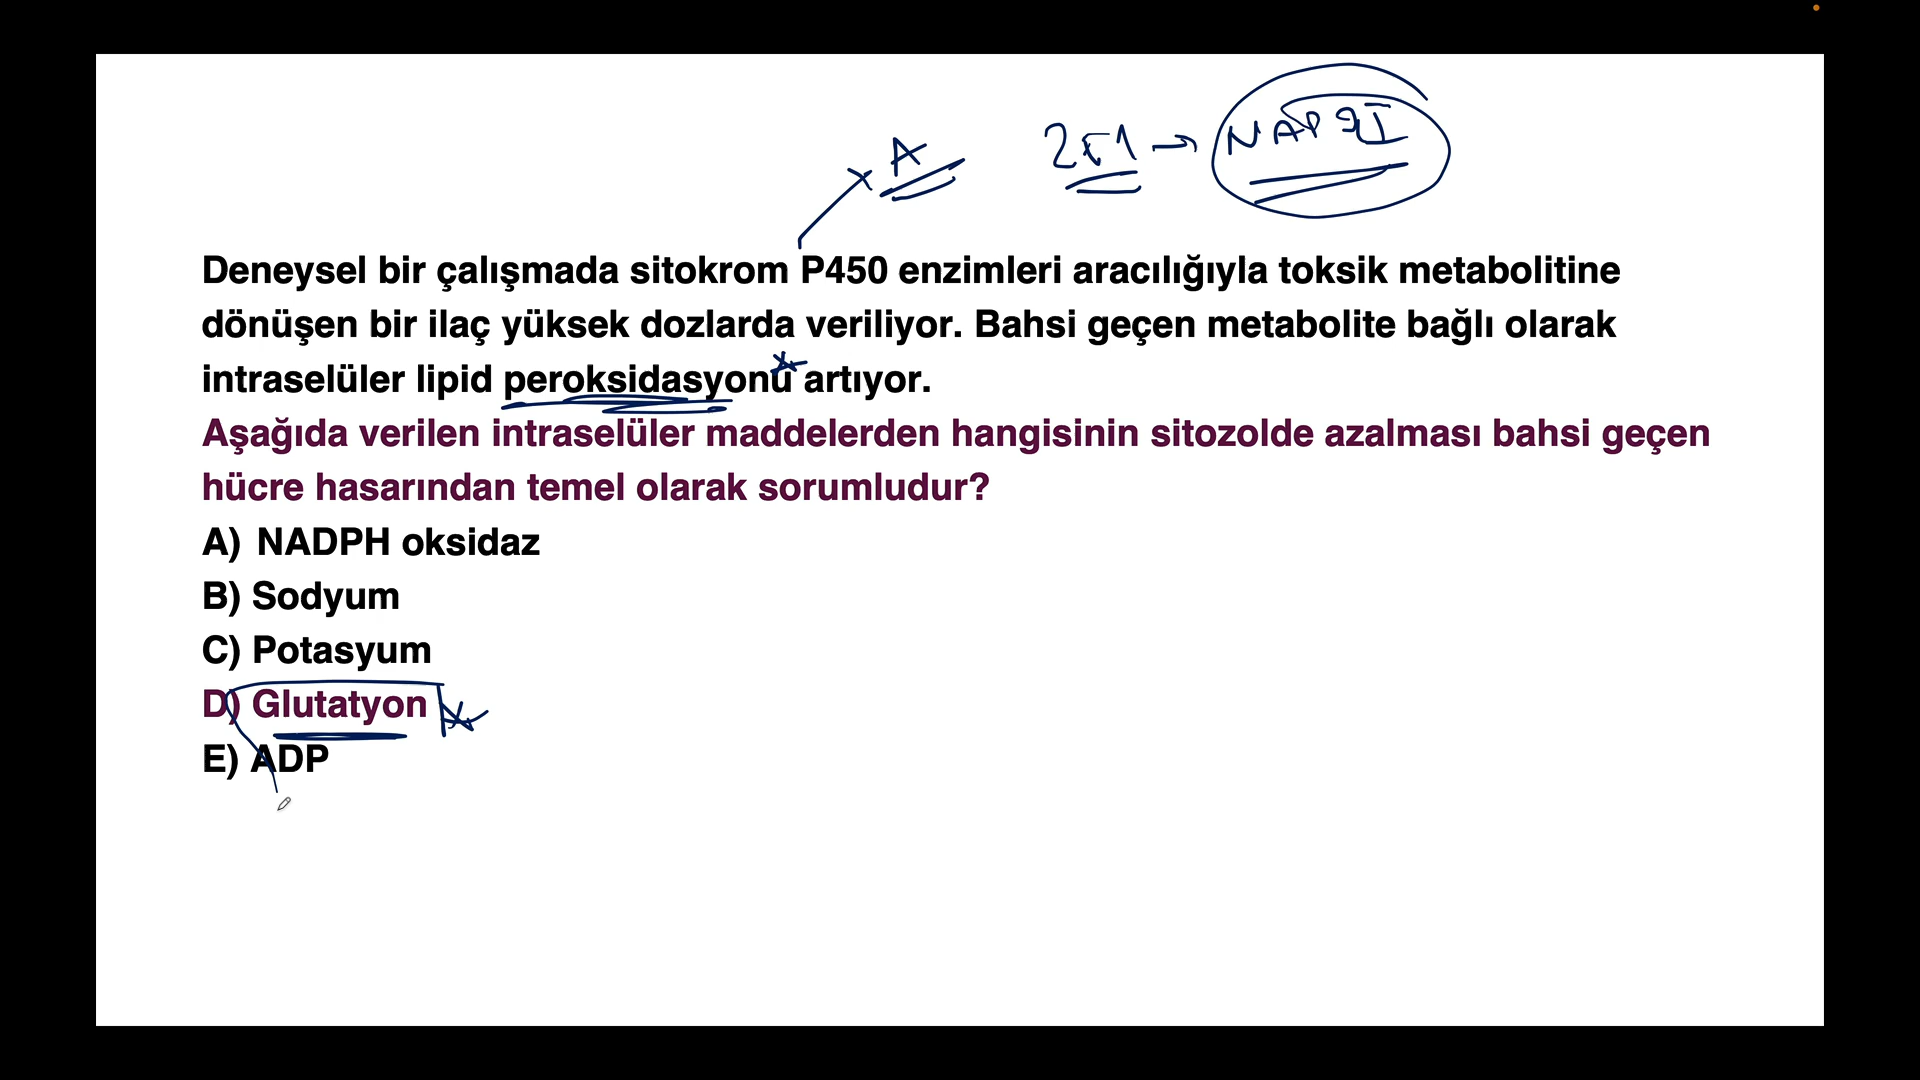 A 2E1 → NAPQI
Deneysel bir çalışmada sitokrom P450 enzimleri aracılığıyla toksik metabolitine
dönüşen bir ilaç yüksek dozlarda veriliyor. Bahsi geçen metabolite bağlı olarak
intraselüler lipid peroksidasyonu artıyor.
Aşağıda verilen intraselüler maddelerden hangisinin sitozolde azalması bahsi geçen
hücre hasarından temel olarak sorumludur?
A) NADPH oksidaz
B) Sodyum
C) Potasyum
D) Glutatyon
E) ADP